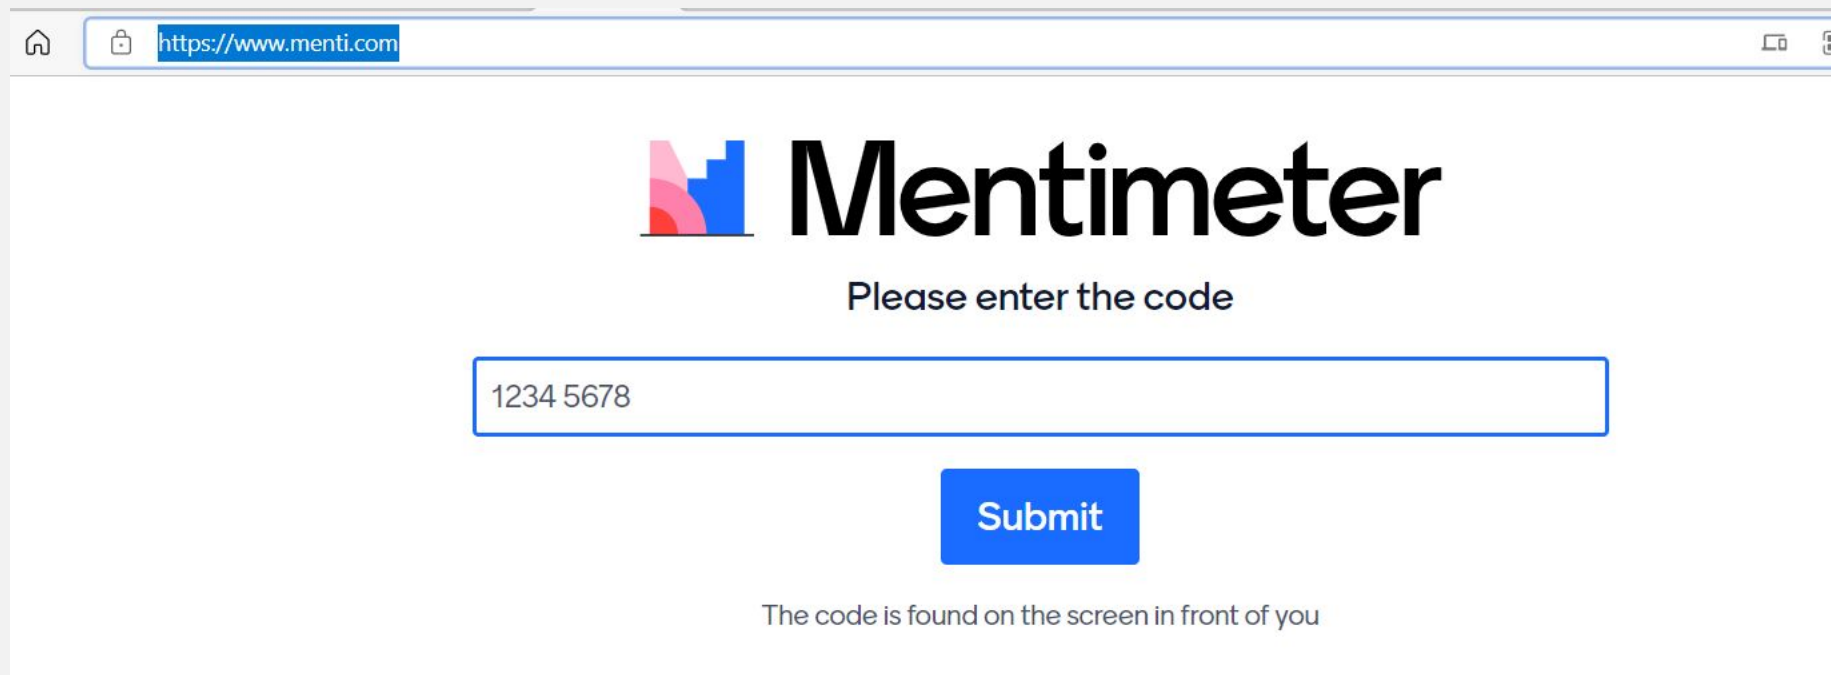 https://www.menti.com
Mentimeter
Please enter the code
1234 5678
Submit
The code is found on the screen in front of you